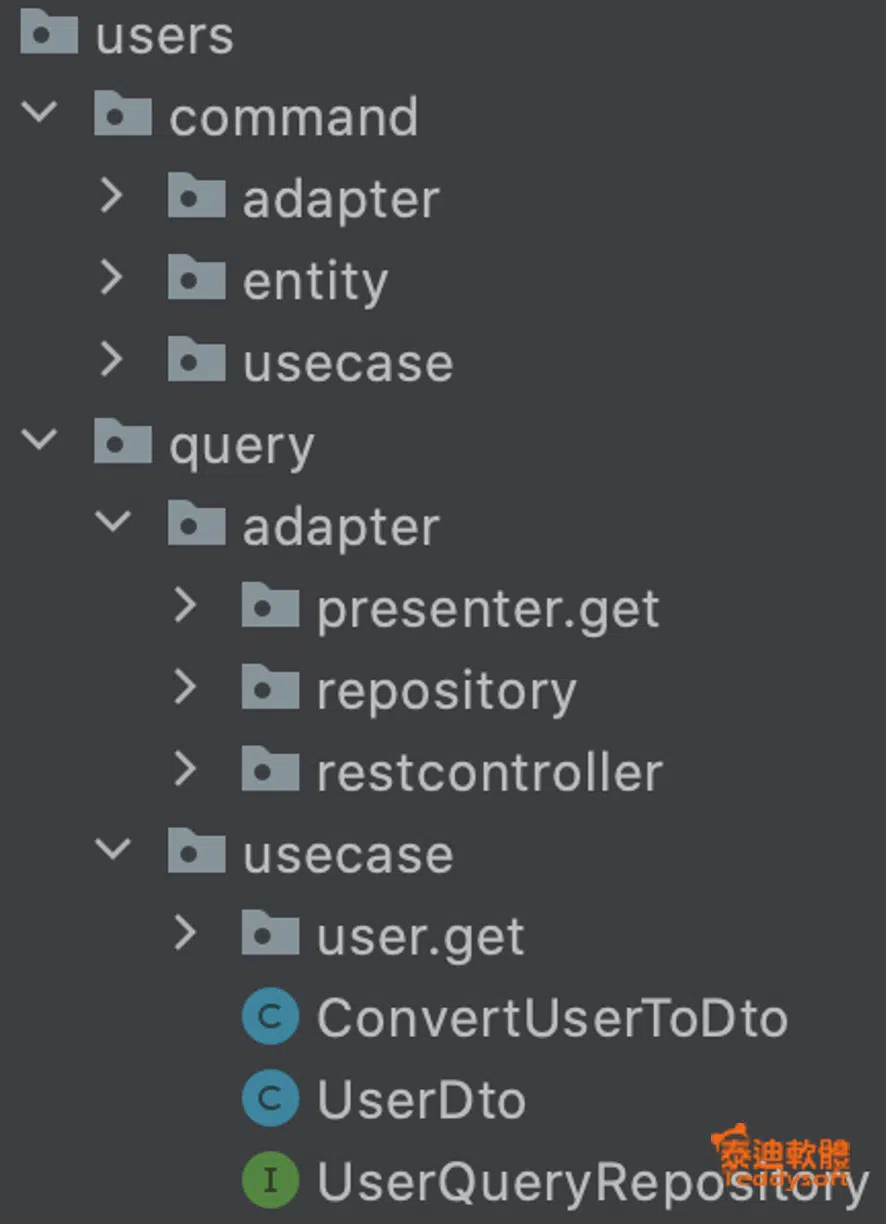 users
command
adapter
entity
usecase
query
adapter
presenter.get
repository
restcontroller
usecase
user.get
C ConvertUserToDto
C UserDto
I UserQueryRepository
泰迪軟體
teddysoft